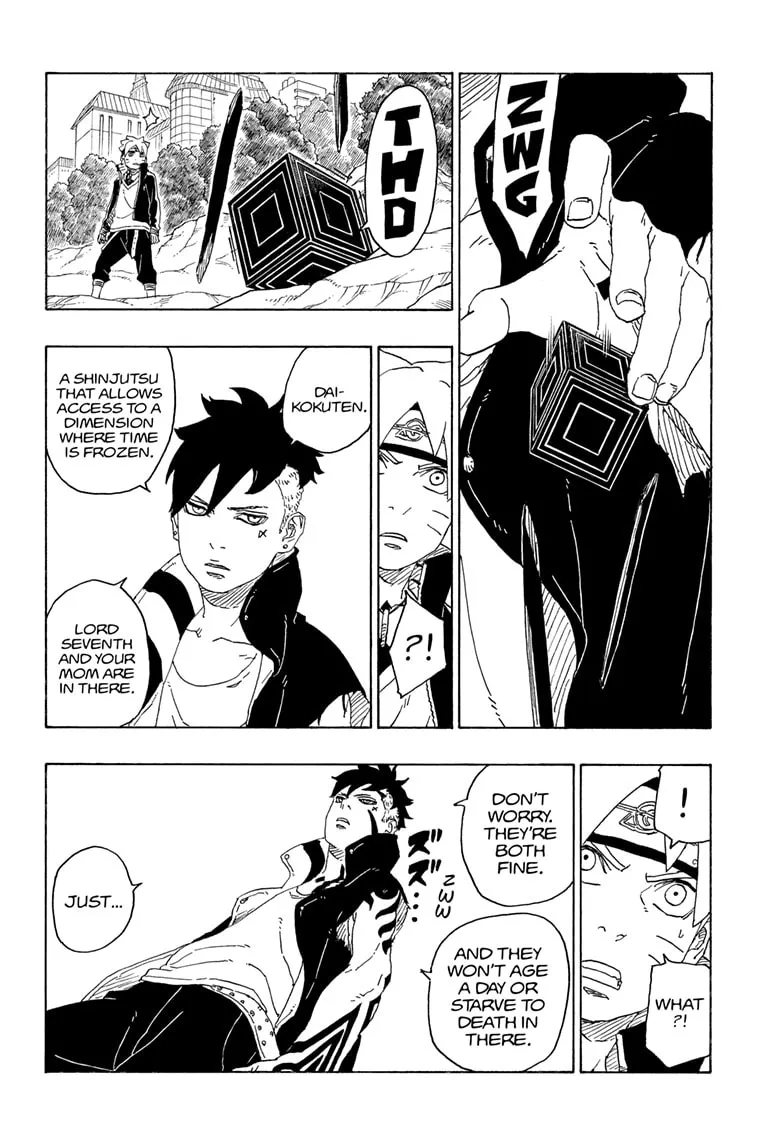 ZWG
THD
?!
DAI-
KOKUTEN.
A SHINJUTSU
THAT ALLOWS
ACCESS TO A
DIMENSION
WHERE TIME
IS FROZEN.
LORD
SEVENTH
AND YOUR
MOM ARE
IN THERE.
!
WHAT
?!
DON'T
WORRY.
THEY'RE
BOTH
FINE.
AND THEY
WON'T AGE
A DAY OR
STARVE TO
DEATH IN
THERE.
ズズ...
ZWW
JUST...